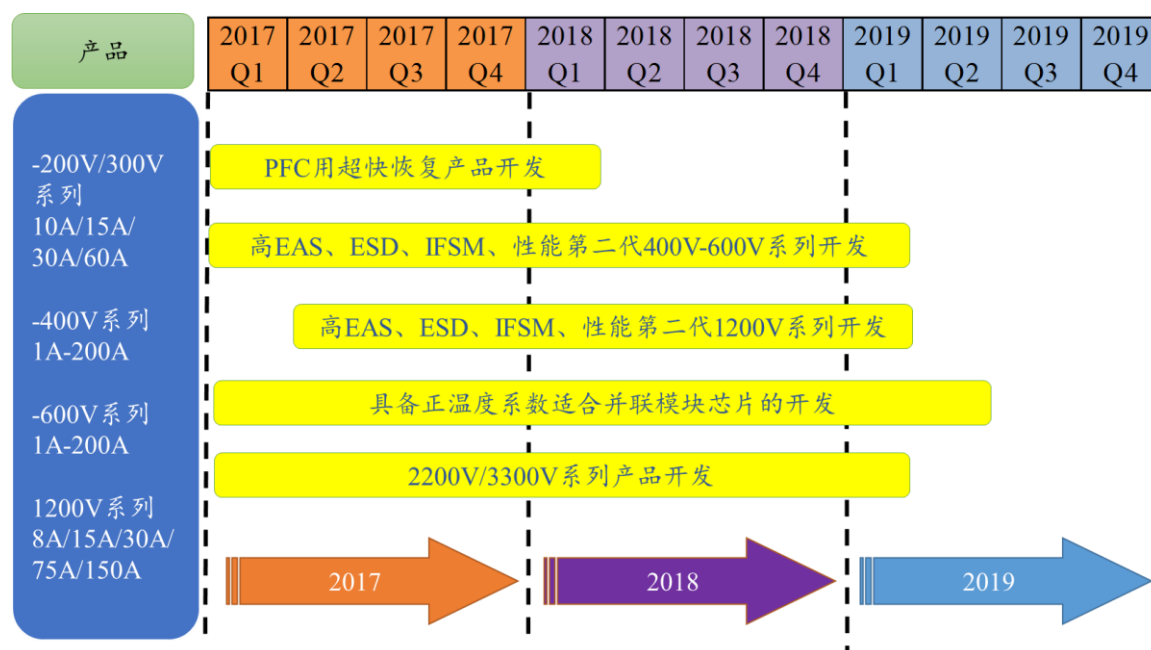 产品
2017 Q1
2017 Q2
2017 Q3
2017 Q4
2018 Q1
2018 Q2
2018 Q3
2018 Q4
2019 Q1
2019 Q2
2019 Q3
2019 Q4
-200V/300V
系列
10A/15A/
30A/60A
-400V系列
1A-200A
-600V系列
1A-200A
1200V系列
8A/15A/30A/
75A/150A
PFC用超快恢复产品开发
高EAS、ESD、IFSM、性能第二代400V-600V系列开发
高EAS、ESD、IFSM、性能第二代1200V系列开发
具备正温度系数适合并联模块芯片的开发
2200V/3300V系列产品开发
2017
2018
2019